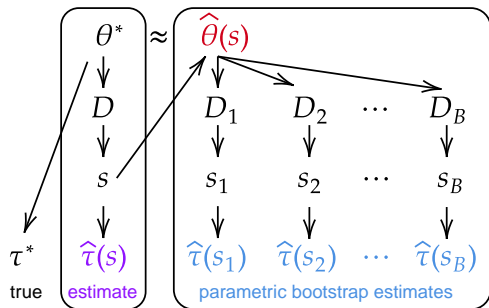 θ* ≈ θ̂(s)
D D₁ D₂ ⋯ D_B
s s₁ s₂ ⋯ s_B
τ* τ̂(s) τ̂(s₁) τ̂(s₂) ⋯ τ̂(s_B)
true estimate parametric bootstrap estimates